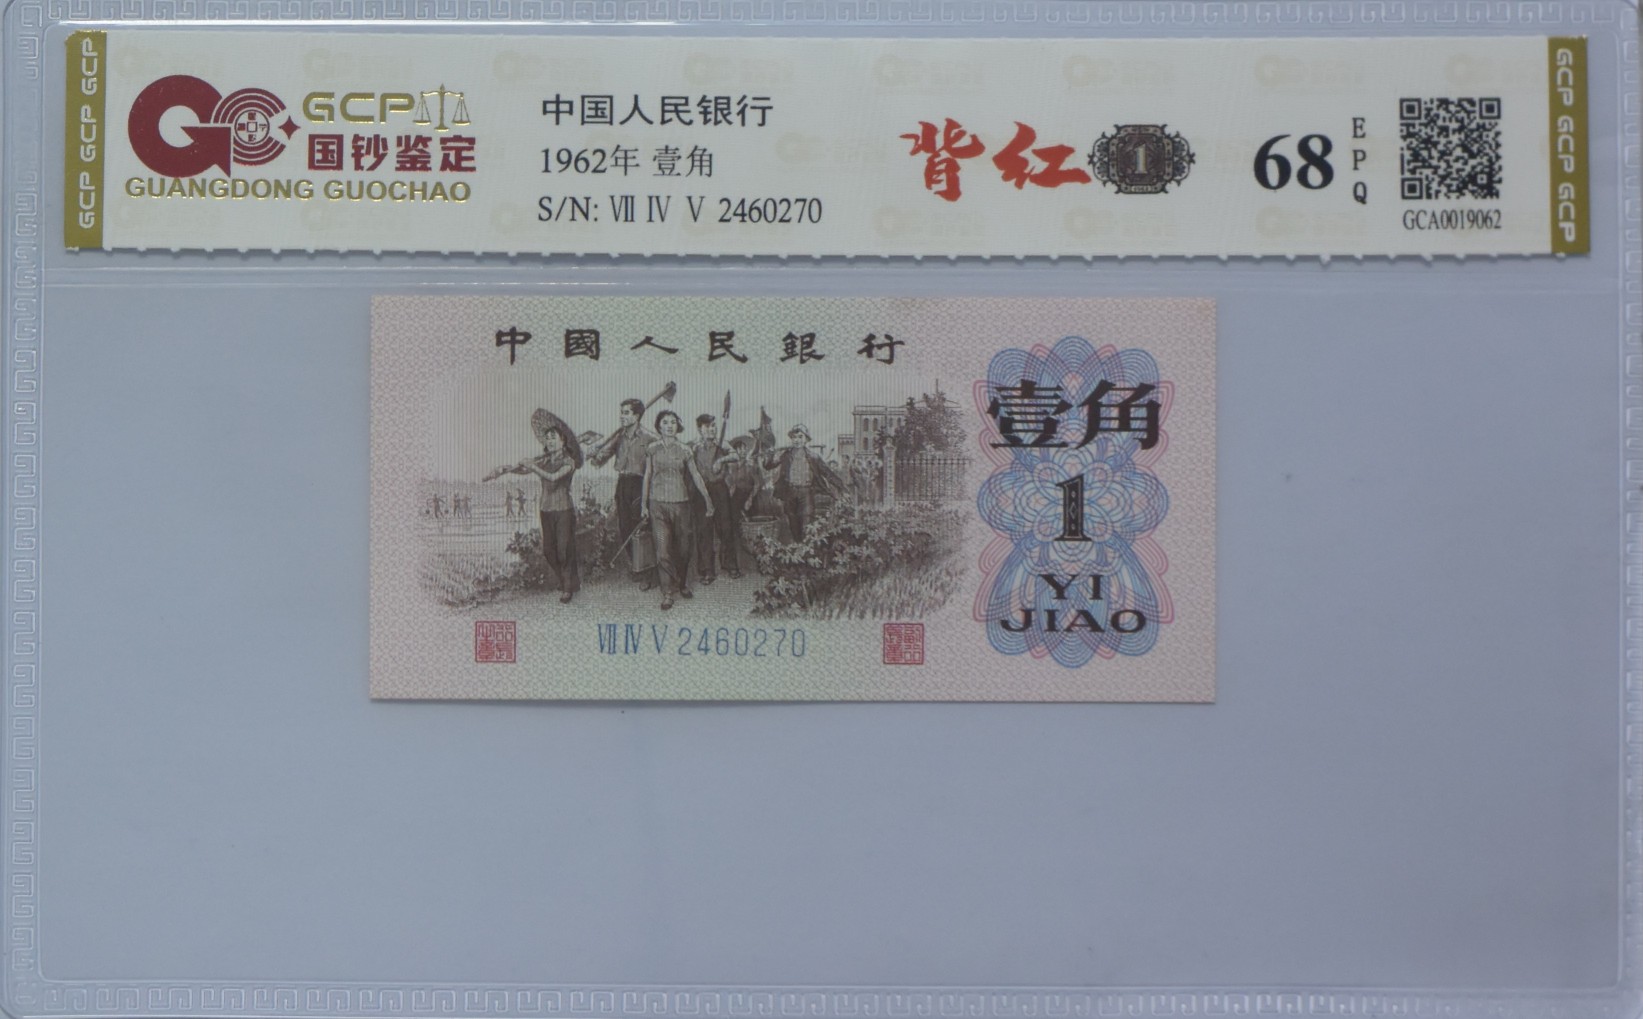 GCP GCP GCP
GCP
国钞鉴定
GUANGDONG GUOCHAO
中国人民银行
1962年 壹角
S/N: Ⅶ Ⅳ Ⅴ 2460270
背红
1
68
EPQ
GCA0019062
GCP GCP GCP
中國人民銀行
壹角
1
YI
JIAO
Ⅶ Ⅳ Ⅴ 2460270